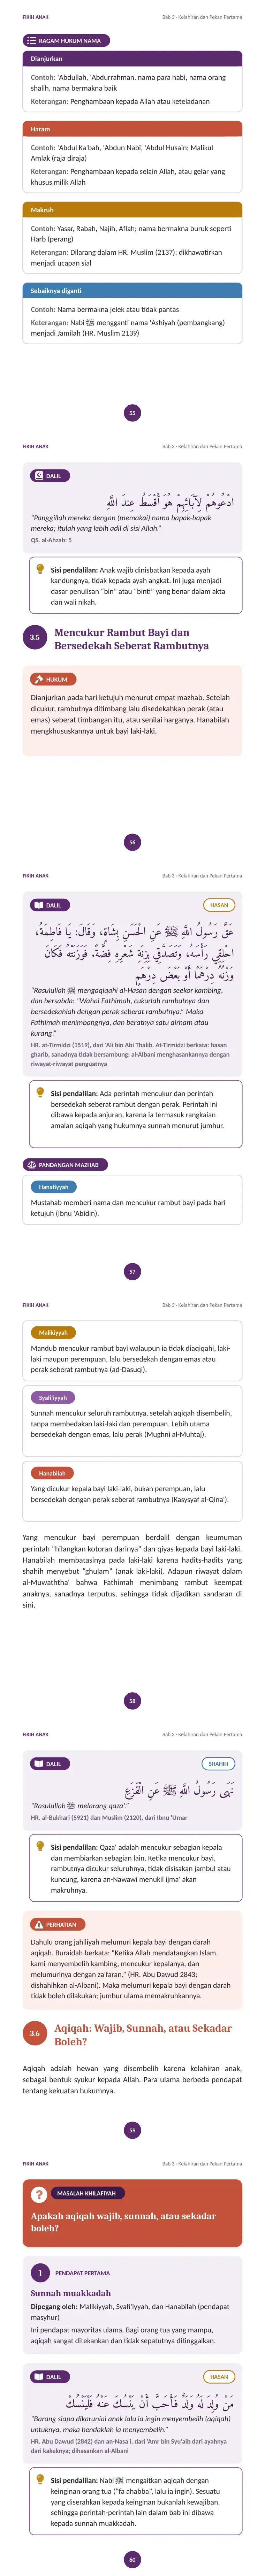 FIKIH ANAK
Bab 3 · Kelahiran dan Pekan Pertama
RAGAM HUKUM NAMA
Dianjurkan
Contoh: 'Abdullah, 'Abdurrahman, nama para nabi, nama orang
shalih, nama bermakna baik
Keterangan: Penghambaan kepada Allah atau keteladanan
Haram
Contoh: 'Abdul Ka'bah, 'Abdun Nabi, 'Abdul Husain; Malikul
Amlak (raja diraja)
Keterangan: Penghambaan kepada selain Allah, atau gelar yang
khusus milik Allah
Makruh
Contoh: Yasar, Rabah, Najih, Aflah; nama bermakna buruk seperti
Harb (perang)
Keterangan: Dilarang dalam HR. Muslim (2137); dikhawatirkan
menjadi ucapan sial
Sebaiknya diganti
Contoh: Nama bermakna jelek atau tidak pantas
Keterangan: Nabi ﷺ mengganti nama 'Ashiyah (pembangkang)
menjadi Jamilah (HR. Muslim 2139)
55
FIKIH ANAK
Bab 3 · Kelahiran dan Pekan Pertama
DALIL
ادْعُوهُمْ لِآبَائِهِمْ هُوَ أَقْسَطُ عِندَ اللَّهِ
"Panggillah mereka dengan (memakai) nama bapak-bapak
mereka; itulah yang lebih adil di sisi Allah."
QS. al-Ahzab: 5
Sisi pendalilan: Anak wajib dinisbatkan kepada ayah
kandungnya, tidak kepada ayah angkat. Ini juga menjadi
dasar penulisan "bin" atau "binti" yang benar dalam akta
dan wali nikah.
3.5
Mencukur Rambut Bayi dan
Bersedekah Seberat Rambutnya
HUKUM
Dianjurkan pada hari ketujuh menurut empat mazhab. Setelah
dicukur, rambutnya ditimbang lalu disedekahkan perak (atau
emas) seberat timbangan itu, atau senilai harganya. Hanabilah
mengkhususkannya untuk bayi laki-laki.
56
FIKIH ANAK
Bab 3 · Kelahiran dan Pekan Pertama
DALIL
HASAN
عَقَّ رَسُولُ اللَّهِ ﷺ عَنِ الْحَسَنِ بِشَاةٍ، وَقَالَ: يَا فَاطِمَةُ،
احْلِقِي رَأْسَهُ، وَتَصَدَّقِي بِزِنَةِ شَعْرِهِ فِضَّةً. فَوَزَنَتْهُ فَكَانَ
وَزْنُهُ دِرْهَمًا أَوْ بَعْضَ دِرْهَمٍ
"Rasulullah ﷺ mengaqiqahi al-Hasan dengan seekor kambing,
dan bersabda: "Wahai Fathimah, cukurlah rambutnya dan
bersedekahlah dengan perak seberat rambutnya." Maka
Fathimah menimbangnya, dan beratnya satu dirham atau
kurang."
HR. at-Tirmidzi (1519), dari 'Ali bin Abi Thalib. At-Tirmidzi berkata: hasan
gharib, sanadnya tidak bersambung; al-Albani menghasankannya dengan
riwayat-riwayat penguatnya
Sisi pendalilan: Ada perintah mencukur dan perintah
bersedekah seberat rambut dengan perak. Perintah ini
dibawa kepada anjuran, karena ia termasuk rangkaian
amalan aqiqah yang hukumnya sunnah menurut jumhur.
PANDANGAN MAZHAB
Hanafiyyah
Mustahab memberi nama dan mencukur rambut bayi pada hari
ketujuh (Ibnu 'Abidin).
57
FIKIH ANAK
Bab 3 · Kelahiran dan Pekan Pertama
Malikiyyah
Mandub mencukur rambut bayi walaupun ia tidak diaqiqahi, laki-
laki maupun perempuan, lalu bersedekah dengan emas atau
perak seberat rambutnya (ad-Dasuqi).
Syafi'iyyah
Sunnah mencukur seluruh rambutnya, setelah aqiqah disembelih,
tanpa membedakan laki-laki dan perempuan. Lebih utama
bersedekah dengan emas, lalu perak (Mughni al-Muhtaj).
Hanabilah
Yang dicukur kepala bayi laki-laki, bukan perempuan, lalu
bersedekah dengan perak seberat rambutnya (Kasysyaf al-Qina').
Yang mencukur bayi perempuan berdalil dengan keumuman
perintah "hilangkan kotoran darinya" dan qiyas kepada bayi laki-laki.
Hanabilah membatasinya pada laki-laki karena hadits-hadits yang
shahih menyebut "ghulam" (anak laki-laki). Adapun riwayat dalam
al-Muwaththa' bahwa Fathimah menimbang rambut keempat
anaknya, sanadnya terputus, sehingga tidak dijadikan sandaran di
sini.
58
FIKIH ANAK
Bab 3 · Kelahiran dan Pekan Pertama
DALIL
SHAHIH
نَهَى رَسُولُ اللَّهِ ﷺ عَنِ الْقَزَعِ
"Rasulullah ﷺ melarang qaza'."
HR. al-Bukhari (5921) dan Muslim (2120), dari Ibnu 'Umar
Sisi pendalilan: Qaza' adalah mencukur sebagian kepala
dan membiarkan sebagian lain. Ketika mencukur bayi,
rambutnya dicukur seluruhnya, tidak disisakan jambul atau
kuncung, karena an-Nawawi menukil ijma' akan
makruhnya.
PERHATIAN
Dahulu orang jahiliyah melumuri kepala bayi dengan darah
aqiqah. Buraidah berkata: "Ketika Allah mendatangkan Islam,
kami menyembelih kambing, mencukur kepalanya, dan
melumurinya dengan za'faran." (HR. Abu Dawud 2843;
dishahihkan al-Albani). Maka melumuri kepala bayi dengan darah
tidak boleh dilakukan; jumhur ulama memakruhkannya.
3.6
Aqiqah: Wajib, Sunnah, atau Sekadar
Boleh?
Aqiqah adalah hewan yang disembelih karena kelahiran anak,
sebagai bentuk syukur kepada Allah. Para ulama berbeda pendapat
tentang kekuatan hukumnya.
59
FIKIH ANAK
Bab 3 · Kelahiran dan Pekan Pertama
MASALAH KHILAFIYAH
Apakah aqiqah wajib, sunnah, atau sekadar
boleh?
1
PENDAPAT PERTAMA
Sunnah muakkadah
Dipegang oleh: Malikiyyah, Syafi'iyyah, dan Hanabilah (pendapat
masyhur)
Ini pendapat mayoritas ulama. Bagi orang tua yang mampu,
aqiqah sangat ditekankan dan tidak sepatutnya ditinggalkan.
DALIL
HASAN
مَنْ وُلِدَ لَهُ وَلَدٌ فَأَحَبَّ أَنْ يَنْسُكَ عَنْهُ فَلْيَنْسُكْ
"Barang siapa dikaruniai anak lalu ia ingin menyembelih (aqiqah)
untuknya, maka hendaklah ia menyembelih."
HR. Abu Dawud (2842) dan an-Nasa'i, dari 'Amr bin Syu'aib dari ayahnya
dari kakeknya; dihasankan al-Albani
Sisi pendalilan: Nabi ﷺ mengaitkan aqiqah dengan
keinginan orang tua ("fa ahabba", lalu ia ingin). Sesuatu
yang diserahkan kepada keinginan bukanlah kewajiban,
sehingga perintah-perintah lain dalam bab ini dibawa
kepada sunnah muakkadah.
60